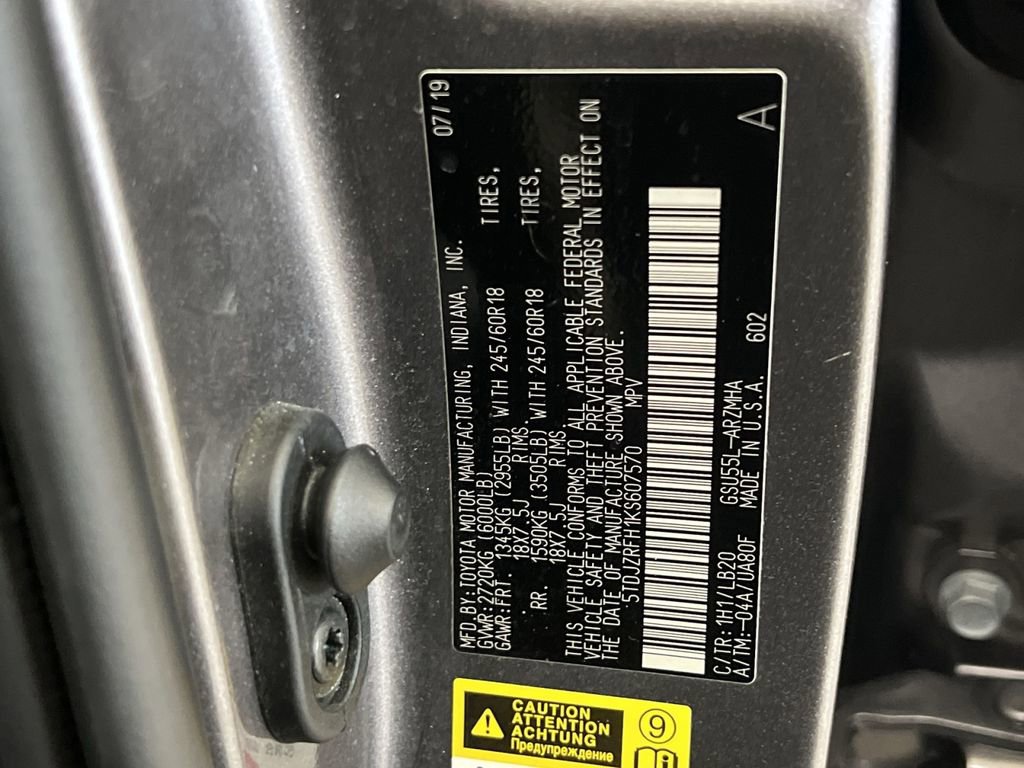 MFD.BY:TOYOTA MOTOR MANUFACTURING, INDIANA, INC. 07/19
GVWR:2720KG (6000LB)
GAWR:FRT. 1345KG (2955LB) WITH 245/60R18 TIRES,
18X7.5J RIMS
RR. 1590KG (3505LB) WITH 245/60R18 TIRES,
18X7.5J RIMS
THIS VEHICLE CONFORMS TO ALL APPLICABLE FEDERAL MOTOR
VEHICLE SAFETY AND THEFT PREVENTION STANDARDS IN EFFECT ON
THE DATE OF MANUFACTURE SHOWN ABOVE.
5TDJZRFH1KS607570 MPV
C/TR:1H1/LB20 GSU55L-ARZMHA
A/TM:-04A/UA80F MADE IN U.S.A. 602 A
CAUTION
ATTENTION
ACHTUNG
Предупреждение
9